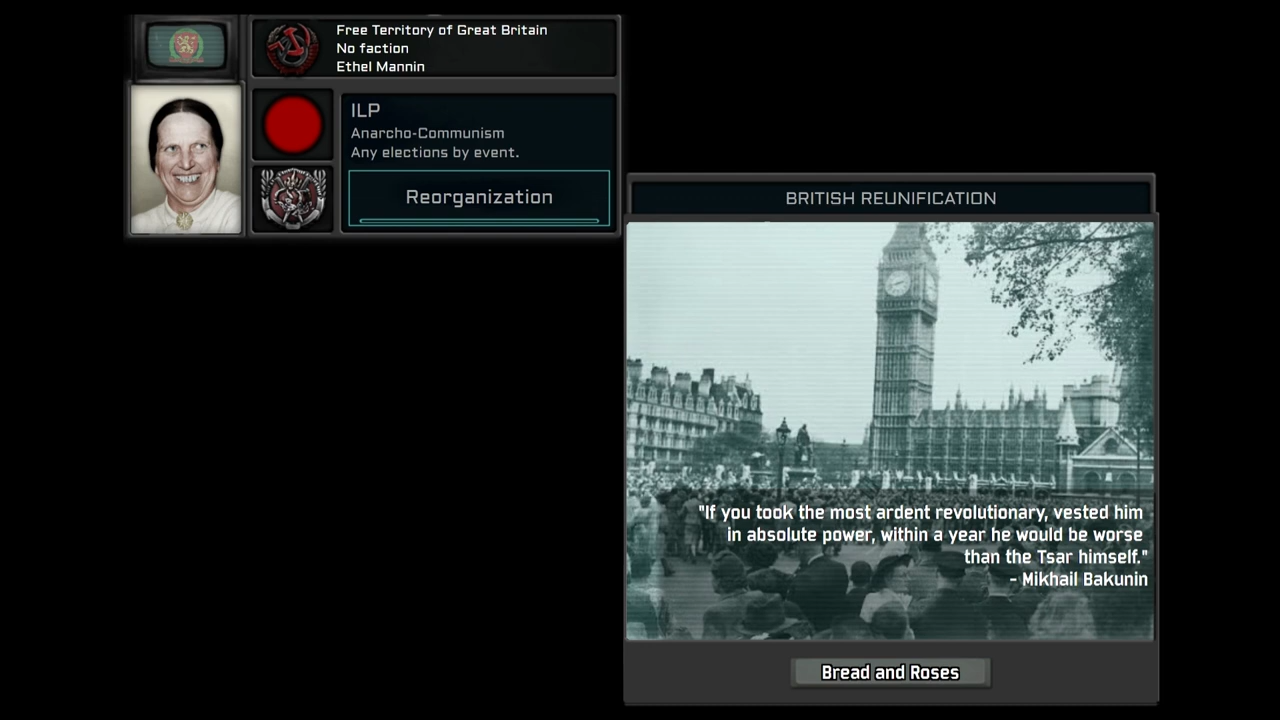 Free Territory of Great Britain
No faction
Ethel Mannin
ILP
Anarcho-Communism
Any elections by event.
Reorganization
BRITISH REUNIFICATION
"If you took the most ardent revolutionary, vested him
in absolute power, within a year he would be worse
than the Tsar himself."
- Mikhail Bakunin
Bread and Roses